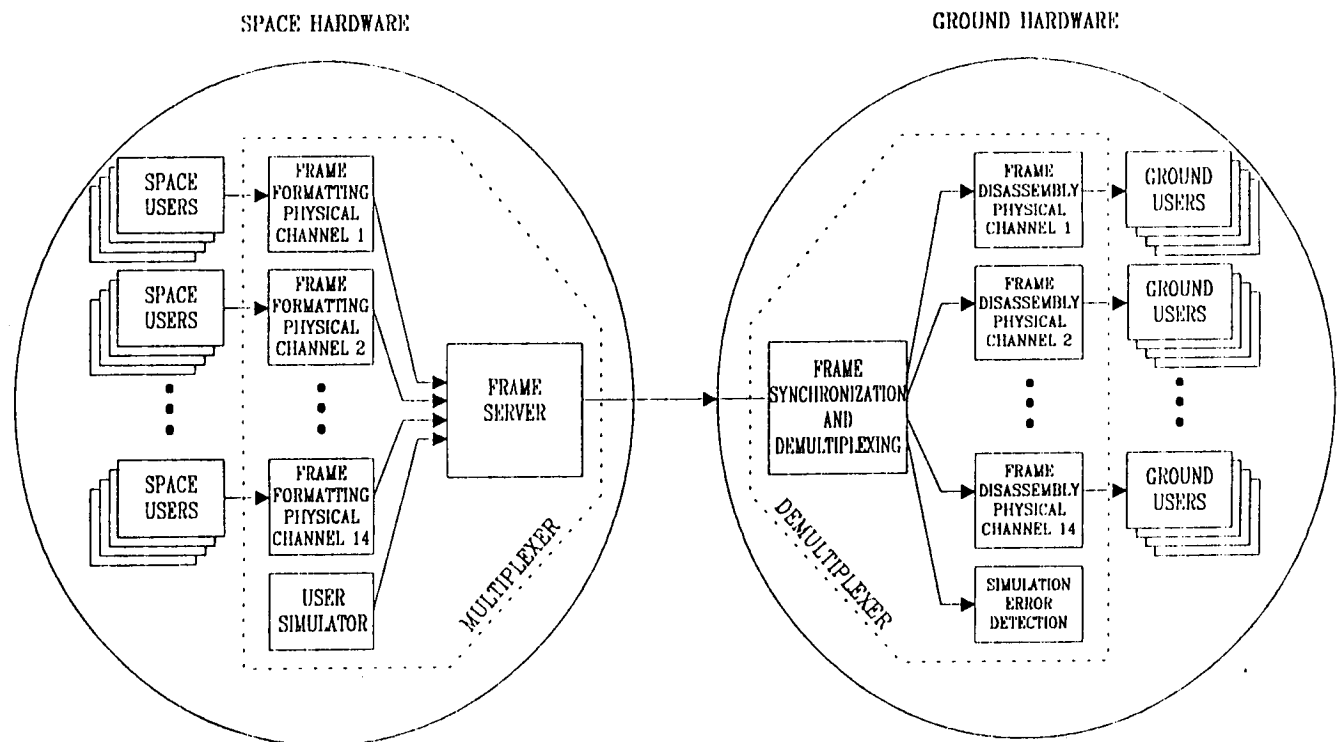 SPACE HARDWARE
SPACE
USERS
FRAME
FORMATTING
PHYSICAL
CHANNEL 1
SPACE
USERS
FRAME
FORMATTING
PHYSICAL
CHANNEL 2
SPACE
USERS
FRAME
FORMATTING
PHYSICAL
CHANNEL 14
USER
SIMULATOR
FRAME
SERVER
MULTIPLEXER
GROUND HARDWARE
FRAME
SYNCHRONIZATION
AND
DEMULTIPLEXING
DEMULTIPLEXER
FRAME
DISASSEMBLY
PHYSICAL
CHANNEL 1
GROUND
USERS
FRAME
DISASSEMBLY
PHYSICAL
CHANNEL 2
GROUND
USERS
FRAME
DISASSEMBLY
PHYSICAL
CHANNEL 14
GROUND
USERS
SIMULATION
ERROR
DETECTION